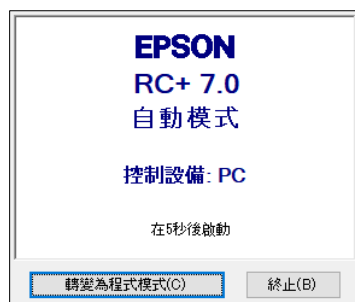 EPSON
RC+ 7.0
自動模式
控制設備: PC
在5秒後啟動
轉變為程式模式(C)
終止(B)